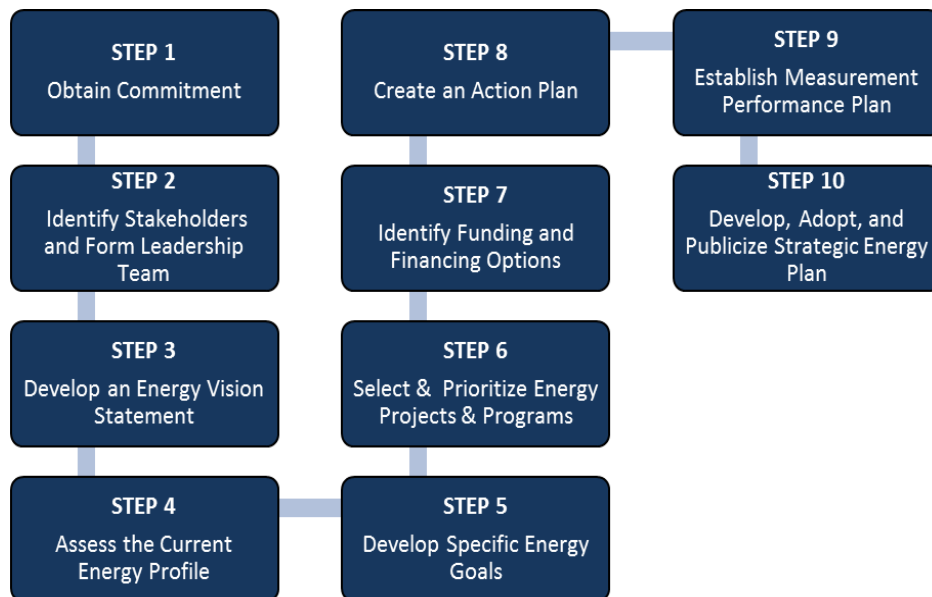 STEP 1
Obtain Commitment
STEP 2
Identify Stakeholders
and Form Leadership
Team
STEP 3
Develop an Energy Vision
Statement
STEP 4
Assess the Current
Energy Profile
STEP 5
Develop Specific Energy
Goals
STEP 6
Select & Prioritize Energy
Projects & Programs
STEP 7
Identify Funding and
Financing Options
STEP 8
Create an Action Plan
STEP 9
Establish Measurement
Performance Plan
STEP 10
Develop, Adopt, and
Publicize Strategic Energy
Plan